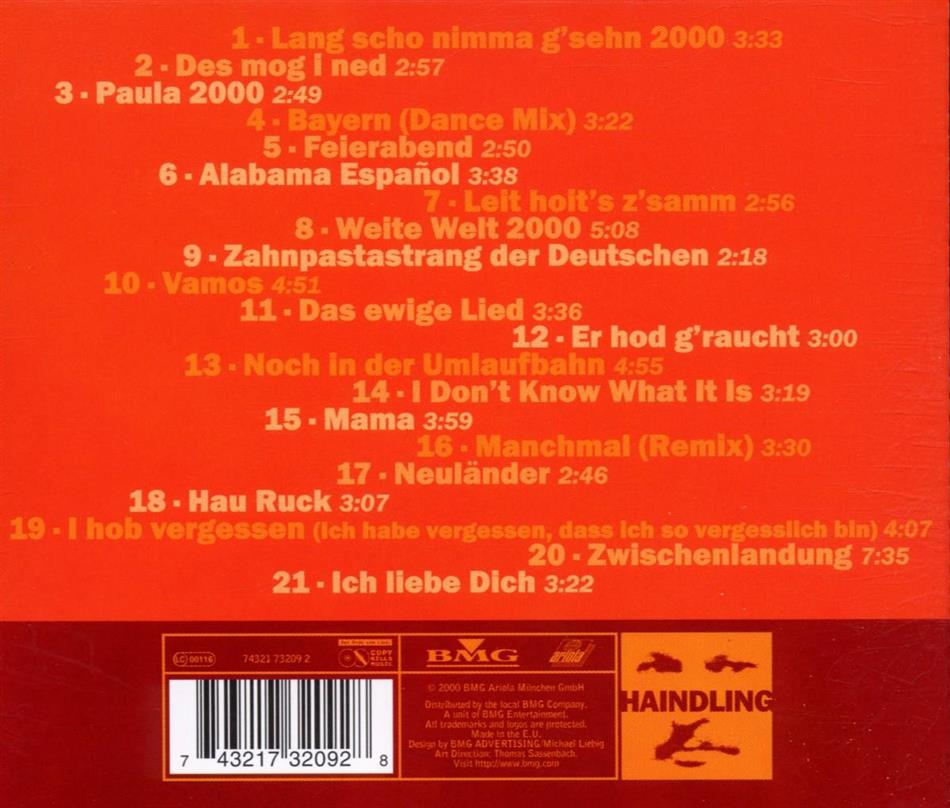 1 · Lang scho nimma g'sehn 2000 3:33
2 · Des mog i ned 2:57
3 · Paula 2000 2:49
4 · Bayern (Dance Mix) 3:22
5 · Feierabend 2:50
6 · Alabama Español 3:38
7 · Leit hoit's z'samm 2:56
8 · Weite Welt 2000 5:08
9 · Zahnpastastrang der Deutschen 2:18
10 · Vamos 4:51
11 · Das ewige Lied 3:36
12 · Er hod g'raucht 3:00
13 · Noch in der Umlaufbahn 4:55
14 · I Don't Know What It Is 3:19
15 · Mama 3:59
16 · Manchmal (Remix) 3:30
17 · Neuländer 2:46
18 · Hau Ruck 3:07
19 · I hob vergessen (Ich habe vergessen, dass ich so vergesslich bin) 4:07
20 · Zwischenlandung 7:35
21 · Ich liebe Dich 3:22
LC 00116
74321 73209 2
COPY
KILLS
MUSIC
BMG
ariola
© 2000 BMG Ariola München GmbH
Distributed by the local BMG Company.
A unit of BMG Entertainment.
All trademarks and logos are protected.
Made in the E.U.
Design by BMG ADVERTISING/Michael Liebig
Art Direction: Thomas Sassenbach.
Visit http://www.bmg.com
HAINDLING
7 43217 32092 8